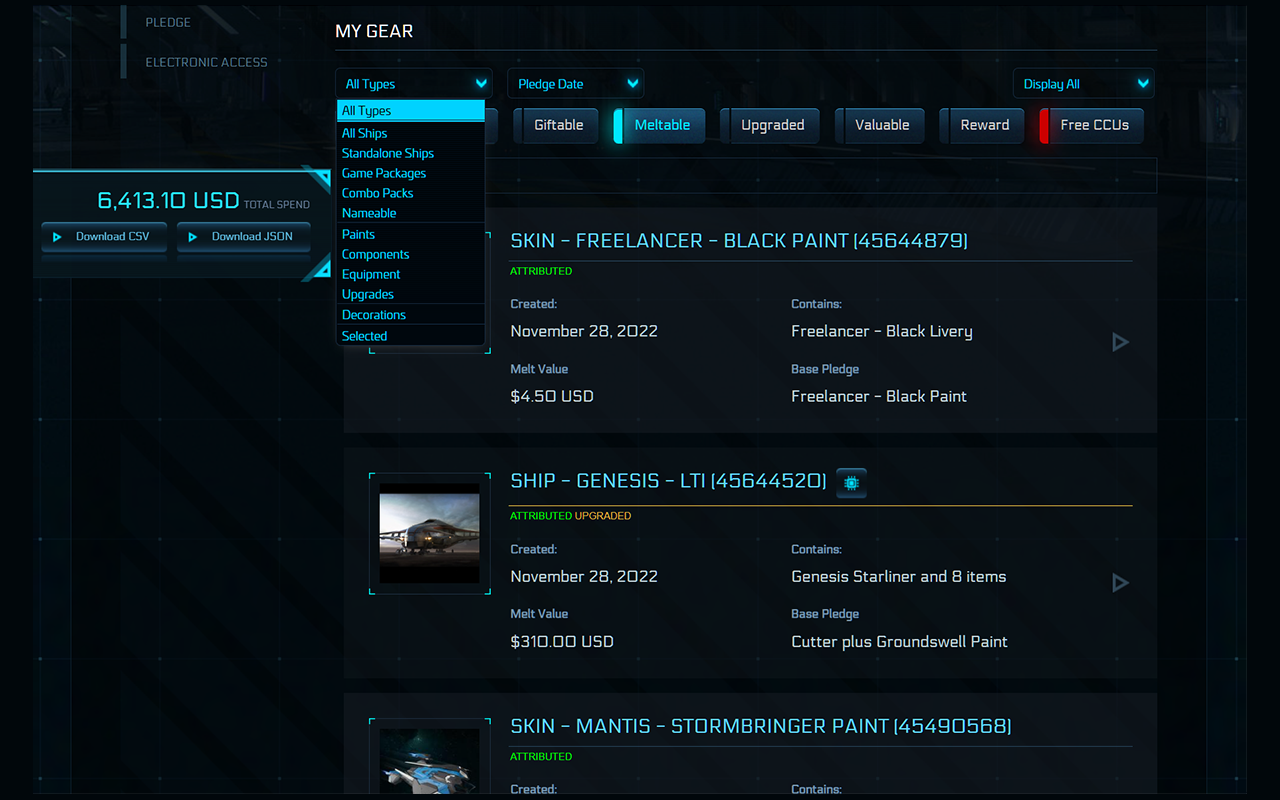 PLEDGE
ELECTRONIC ACCESS
MY GEAR
All Types
Pledge Date
Display All
All Types
All Ships
Standalone Ships
Game Packages
Combo Packs
Nameable
Paints
Components
Equipment
Upgrades
Decorations
Selected
Giftable
Meltable
Upgraded
Valuable
Reward
Free CCUs
6,413.10 USD TOTAL SPEND
Download CSV
Download JSON
SKIN - FREELANCER - BLACK PAINT (45644879)
ATTRIBUTED
Created:
Contains:
November 28, 2022
Freelancer - Black Livery
Melt Value
Base Pledge
$4.50 USD
Freelancer - Black Paint
SHIP - GENESIS - LTI (45644520)
ATTRIBUTED UPGRADED
Created:
Contains:
November 28, 2022
Genesis Starliner and 8 items
Melt Value
Base Pledge
$310.00 USD
Cutter plus Groundswell Paint
SKIN - MANTIS - STORMBRINGER PAINT (45490568)
ATTRIBUTED
Created:
Contains: